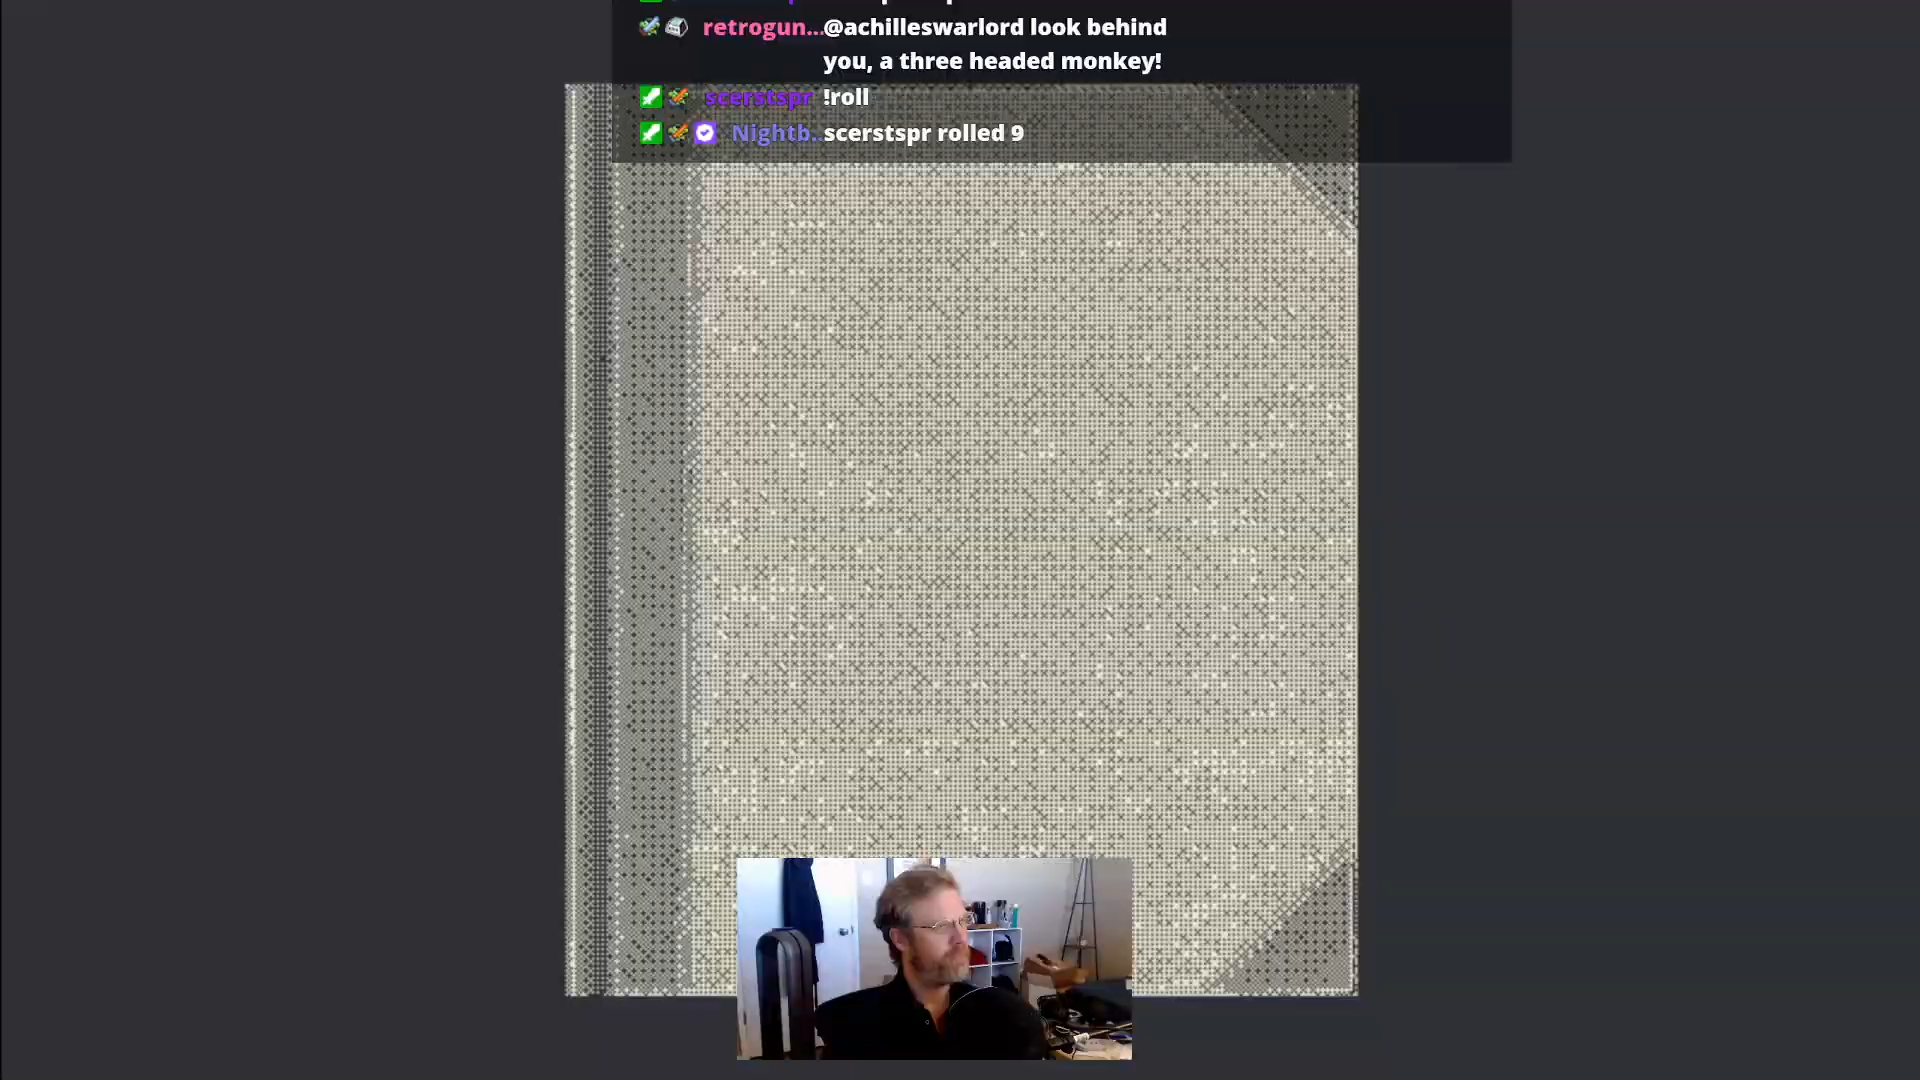 retrogun...@achilleswarlord look behind
you, a three headed monkey!
scerstspr !roll
Nightb..scerstspr rolled 9